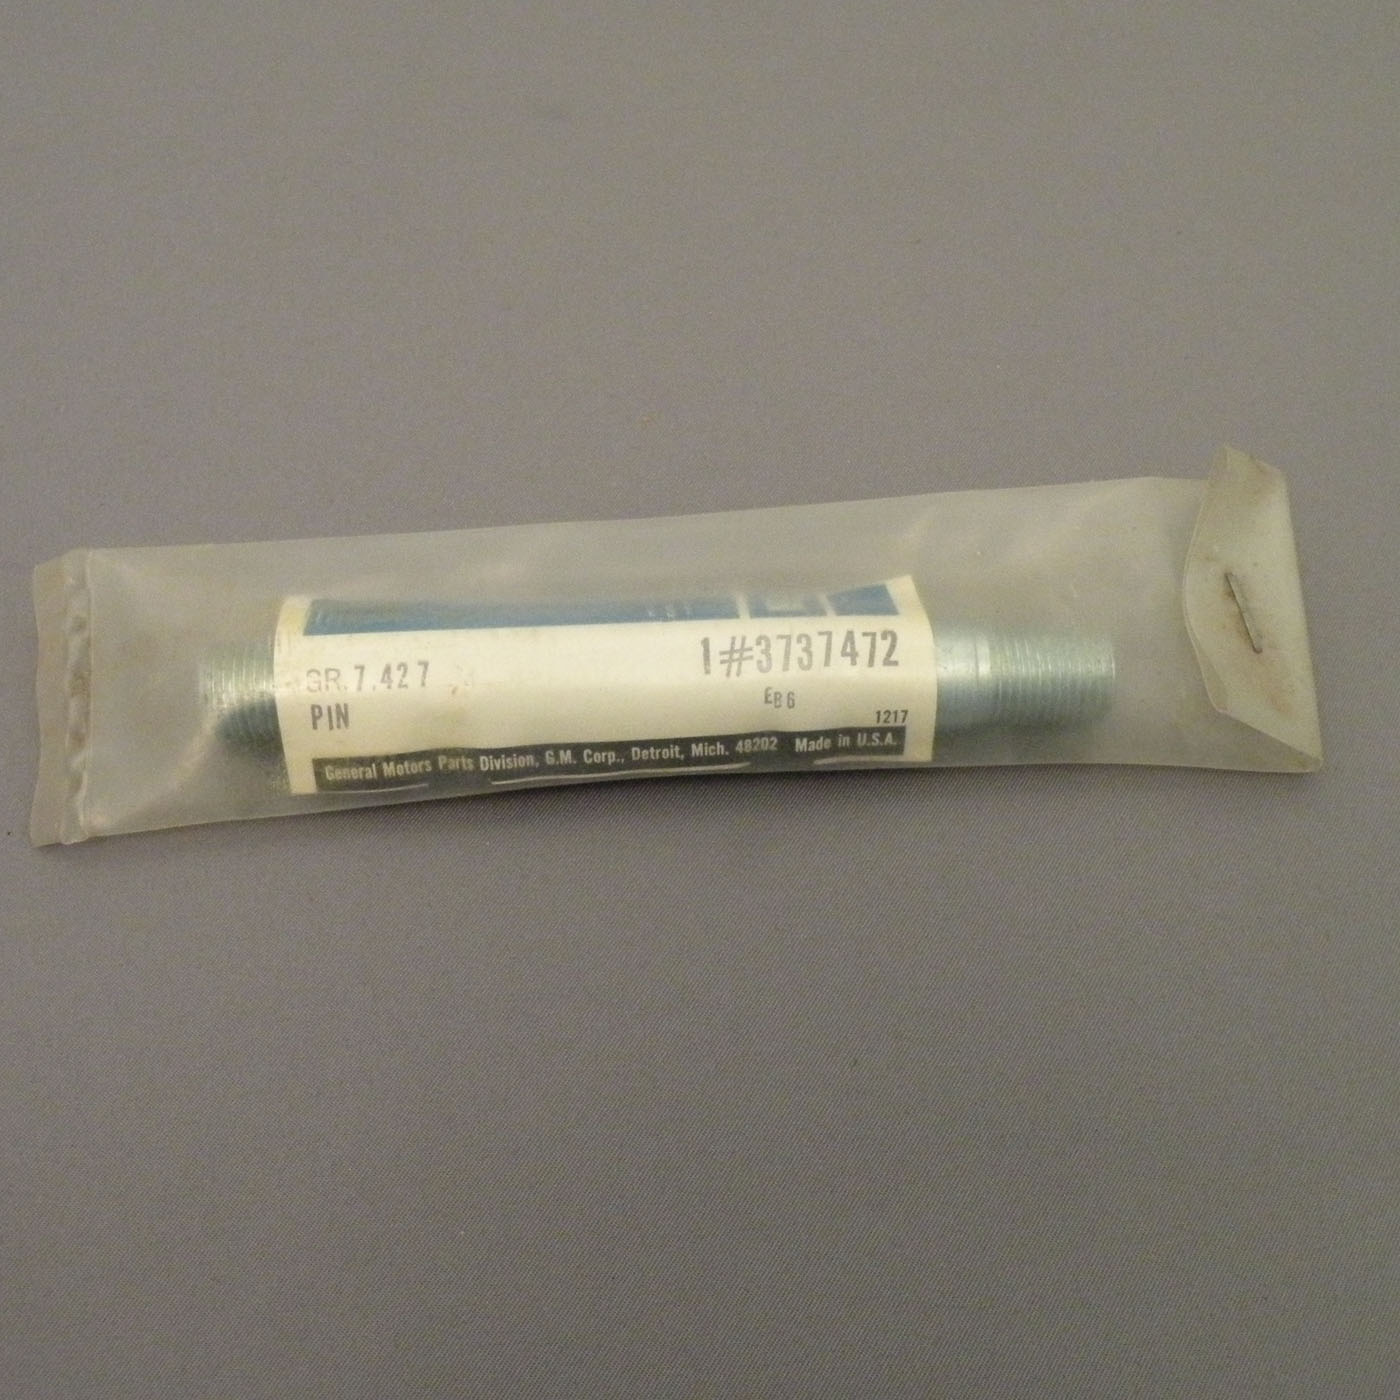 GR. 7.427
1#3737472
PIN
EB6
1217
General Motors Parts Division, G.M. Corp., Detroit, Mich. 48202 Made in U.S.A.